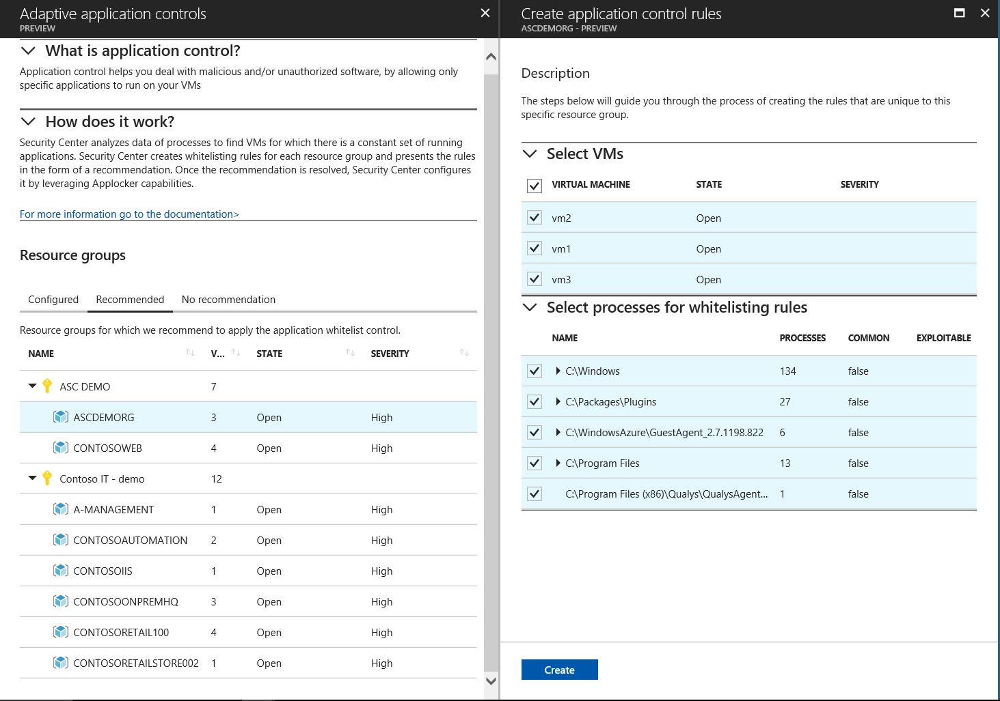 Adaptive application controls
PREVIEW
What is application control?
Application control helps you deal with malicious and/or unauthorized software, by allowing only
specific applications to run on your VMs
How does it work?
Security Center analyzes data of processes to find VMs for which there is a constant set of running
applications. Security Center creates whitelisting rules for each resource group and presents the rules
in the form of a recommendation. Once the recommendation is resolved, Security Center configures
it by leveraging Applocker capabilities.
For more information go to the documentation>
Resource groups
Configured Recommended No recommendation
Resource groups for which we recommend to apply the application whitelist control.
NAME V... STATE SEVERITY
ASC DEMO 7
ASCDEMORG 3 Open High
CONTOSOWEB 4 Open High
Contoso IT - demo 12
A-MANAGEMENT 1 Open High
CONTOSOAUTOMATION 2 Open High
CONTOSOIIS 1 Open High
CONTOSOONPREMHQ 3 Open High
CONTOSORETAIL100 4 Open High
CONTOSORETAILSTORE002 1 Open High
Create application control rules
ASCDEMORG - PREVIEW
Description
The steps below will guide you through the process of creating the rules that are unique to this
specific resource group.
Select VMs
VIRTUAL MACHINE STATE SEVERITY
vm2 Open
vm1 Open
vm3 Open
Select processes for whitelisting rules
NAME PROCESSES COMMON EXPLOITABLE
C:\Windows 134 false
C:\Packages\Plugins 27 false
C:\WindowsAzure\GuestAgent_2.7.1198.822 6 false
C:\Program Files 13 false
C:\Program Files (x86)\Qualys\QualysAgent... 1 false
Create